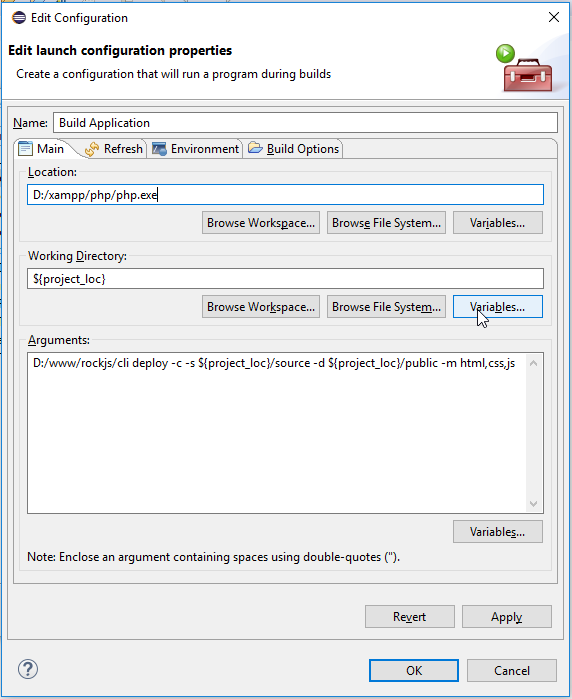 Edit Configuration
Edit launch configuration properties
Create a configuration that will run a program during builds
Name: Build Application
Main Refresh Environment Build Options
Location:
D:/xampp/php/php.exe
Browse Workspace... Browse File System... Variables...
Working Directory:
${project_loc}
Browse Workspace... Browse File System... Variables...
Arguments:
D:/www/rockjs/cli deploy -c -s ${project_loc}/source -d ${project_loc}/public -m html,css,js
Variables...
Note: Enclose an argument containing spaces using double-quotes (").
Revert Apply
? OK Cancel